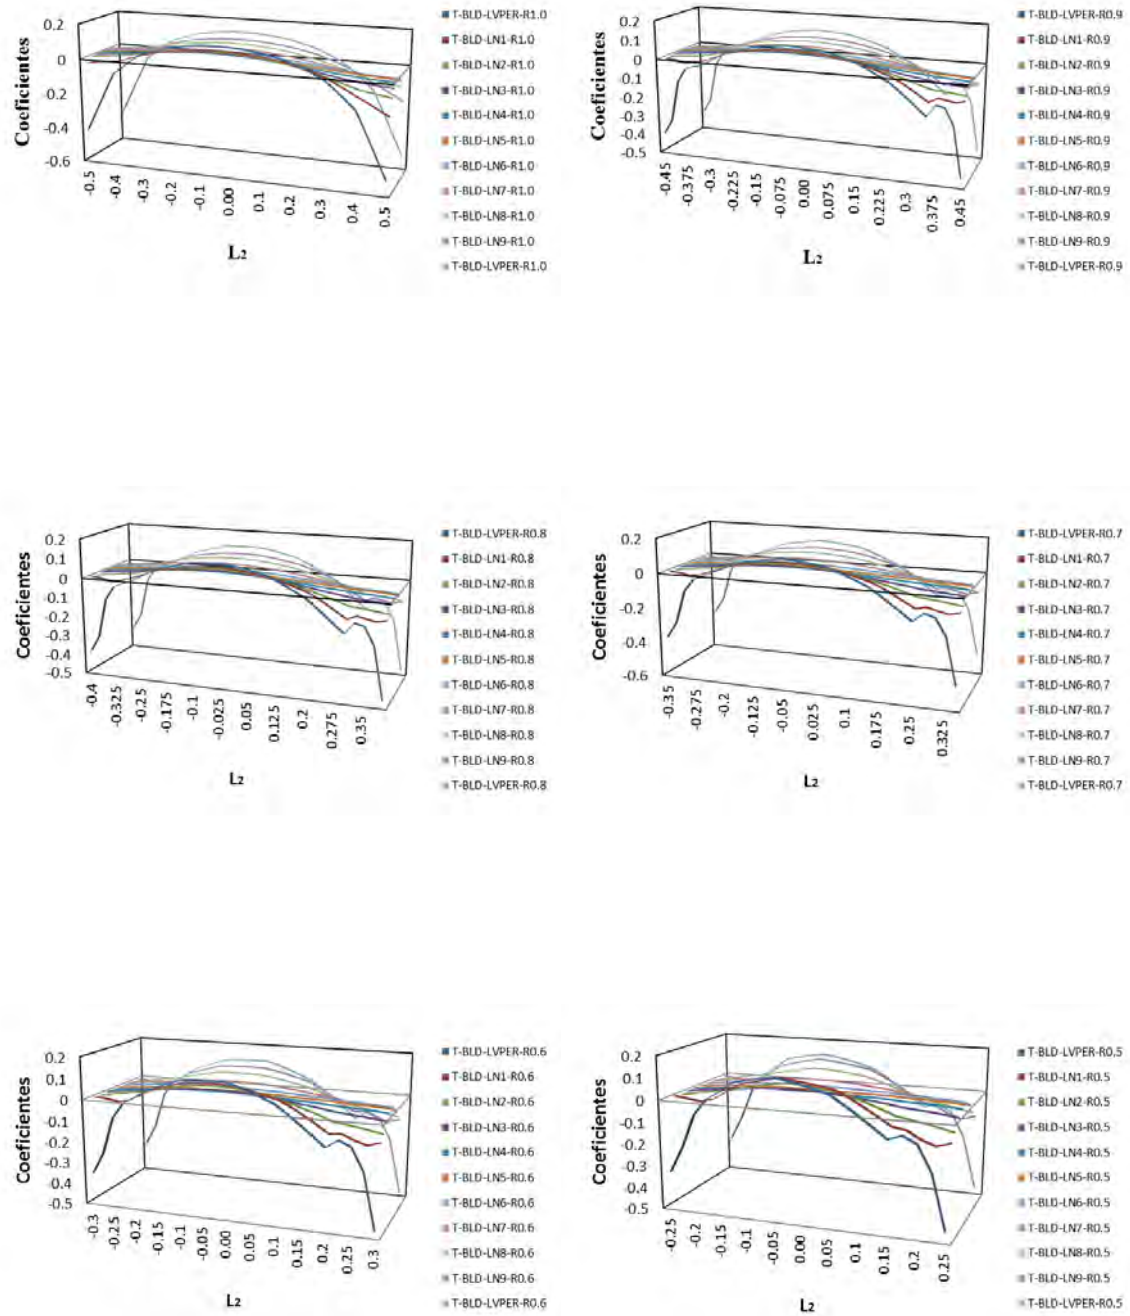 0.2
0
-0.2
-0.4
-0.6
Coeficientes
-0.5
-0.4
-0.3
-0.2
-0.1
0.00
0.1
0.2
0.3
0.4
0.5
L2
T-BLD-LVPER-R1.0
T-BLD-LN1-R1.0
T-BLD-LN2-R1.0
T-BLD-LN3-R1.0
T-BLD-LN4-R1.0
T-BLD-LN5-R1.0
T-BLD-LN6-R1.0
T-BLD-LN7-R1.0
T-BLD-LN8-R1.0
T-BLD-LN9-R1.0
T-BLD-LVPER-R1.0
0.2
0.1
0
-0.1
-0.2
-0.3
-0.4
-0.5
Coeficientes
-0.45
-0.375
-0.3
-0.225
-0.15
-0.075
0.00
0.075
0.15
0.225
0.3
0.375
0.45
L2
T-BLD-LVPER-R0.9
T-BLD-LN1-R0.9
T-BLD-LN2-R0.9
T-BLD-LN3-R0.9
T-BLD-LN4-R0.9
T-BLD-LN5-R0.9
T-BLD-LN6-R0.9
T-BLD-LN7-R0.9
T-BLD-LN8-R0.9
T-BLD-LN9-R0.9
T-BLD-LVPER-R0.9
0.2
0.1
0
-0.1
-0.2
-0.3
-0.4
-0.5
Coeficientes
-0.4
-0.325
-0.25
-0.175
-0.1
-0.025
0.05
0.125
0.2
0.275
0.35
L2
T-BLD-LVPER-R0.8
T-BLD-LN1-R0.8
T-BLD-LN2-R0.8
T-BLD-LN3-R0.8
T-BLD-LN4-R0.8
T-BLD-LN5-R0.8
T-BLD-LN6-R0.8
T-BLD-LN7-R0.8
T-BLD-LN8-R0.8
T-BLD-LN9-R0.8
T-BLD-LVPER-R0.8
0.2
0
-0.2
-0.4
-0.6
Coeficientes
-0.35
-0.275
-0.2
-0.125
-0.05
0.025
0.1
0.175
0.25
0.325
L2
T-BLD-LVPER-R0.7
T-BLD-LN1-R0.7
T-BLD-LN2-R0.7
T-BLD-LN3-R0.7
T-BLD-LN4-R0.7
T-BLD-LN5-R0.7
T-BLD-LN6-R0.7
T-BLD-LN7-R0.7
T-BLD-LN8-R0.7
T-BLD-LN9-R0.7
T-BLD-LVPER-R0.7
0.2
0.1
0
-0.1
-0.2
-0.3
-0.4
-0.5
Coeficientes
-0.3
-0.25
-0.2
-0.15
-0.1
-0.05
0.00
0.05
0.1
0.15
0.2
0.25
0.3
L2
T-BLD-LVPER-R0.6
T-BLD-LN1-R0.6
T-BLD-LN2-R0.6
T-BLD-LN3-R0.6
T-BLD-LN4-R0.6
T-BLD-LN5-R0.6
T-BLD-LN6-R0.6
T-BLD-LN7-R0.6
T-BLD-LN8-R0.6
T-BLD-LN9-R0.6
T-BLD-LVPER-R0.6
0.2
0.1
0
-0.1
-0.2
-0.3
-0.4
-0.5
Coeficientes
-0.25
-0.2
-0.15
-0.1
-0.05
0.00
0.05
0.1
0.15
0.2
0.25
L2
T-BLD-LVPER-R0.5
T-BLD-LN1-R0.5
T-BLD-LN2-R0.5
T-BLD-LN3-R0.5
T-BLD-LN4-R0.5
T-BLD-LN5-R0.5
T-BLD-LN6-R0.5
T-BLD-LN7-R0.5
T-BLD-LN8-R0.5
T-BLD-LN9-R0.5
T-BLD-LVPER-R0.5